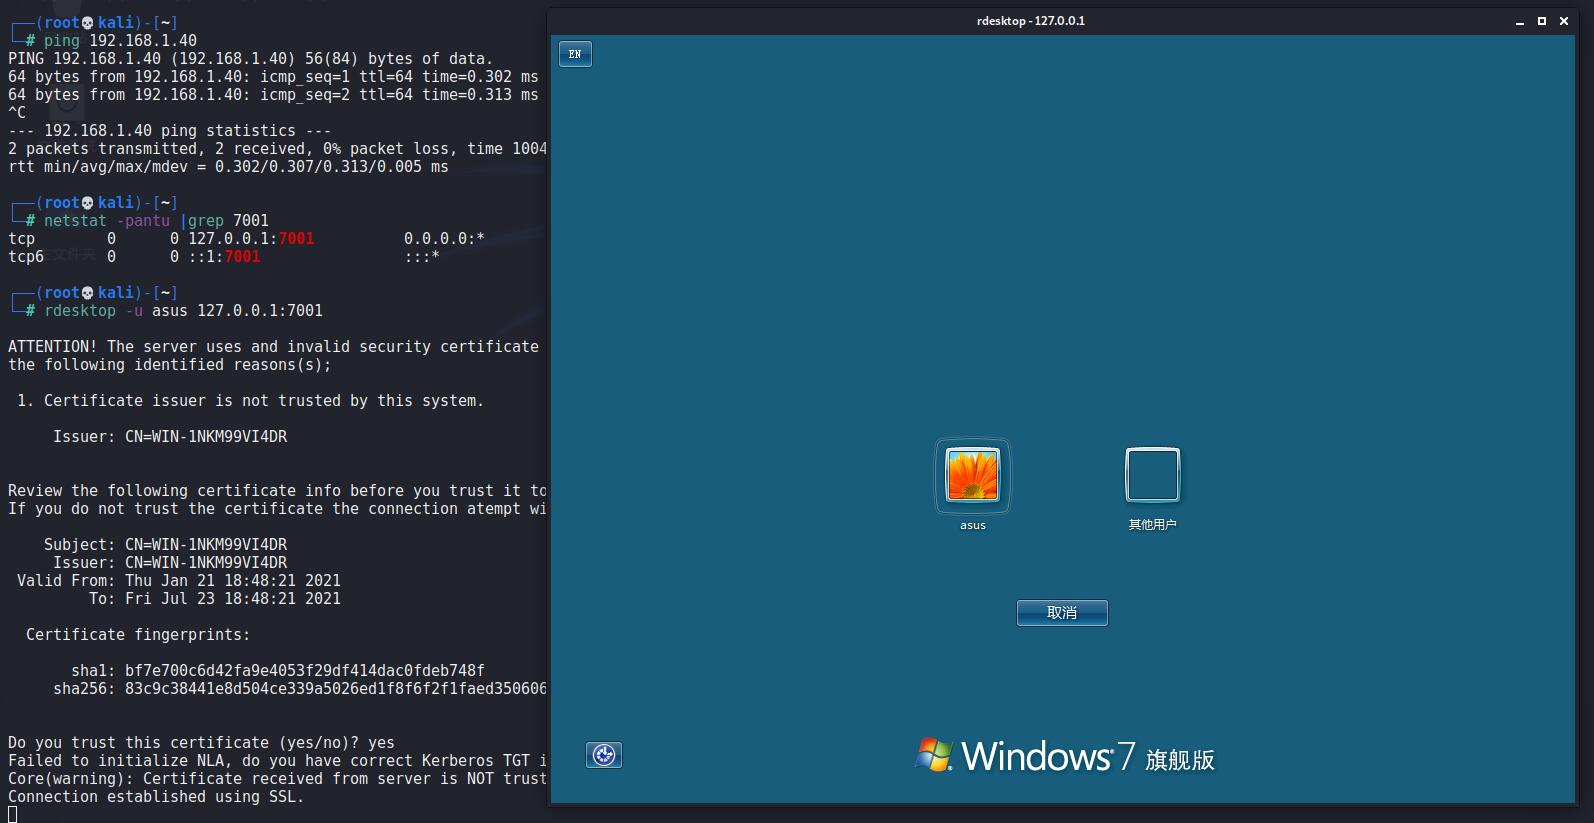 ┌──(root💀kali)-[~]
└─# ping 192.168.1.40
PING 192.168.1.40 (192.168.1.40) 56(84) bytes of data.
64 bytes from 192.168.1.40: icmp_seq=1 ttl=64 time=0.302 ms
64 bytes from 192.168.1.40: icmp_seq=2 ttl=64 time=0.313 ms
^C
--- 192.168.1.40 ping statistics ---
2 packets transmitted, 2 received, 0% packet loss, time 1004
rtt min/avg/max/mdev = 0.302/0.307/0.313/0.005 ms
┌──(root💀kali)-[~]
└─# netstat -pantu |grep 7001
tcp 0 0 127.0.0.1:7001 0.0.0.0:*
tcp6 0 0 ::1:7001 :::*
┌──(root💀kali)-[~]
└─# rdesktop -u asus 127.0.0.1:7001
ATTENTION! The server uses and invalid security certificate
the following identified reasons(s);
1. Certificate issuer is not trusted by this system.
Issuer: CN=WIN-1NKM99VI4DR
Review the following certificate info before you trust it to
If you do not trust the certificate the connection atempt wi
Subject: CN=WIN-1NKM99VI4DR
Issuer: CN=WIN-1NKM99VI4DR
Valid From: Thu Jan 21 18:48:21 2021
To: Fri Jul 23 18:48:21 2021
Certificate fingerprints:
sha1: bf7e700c6d42fa9e4053f29df414dac0fdeb748f
sha256: 83c9c38441e8d504ce339a5026ed1f8f6f2f1faed350606
Do you trust this certificate (yes/no)? yes
Failed to initialize NLA, do you have correct Kerberos TGT i
Core(warning): Certificate received from server is NOT trust
Connection established using SSL.
rdesktop - 127.0.0.1
EN
asus
其他用户
取消
Windows 7 旗舰版